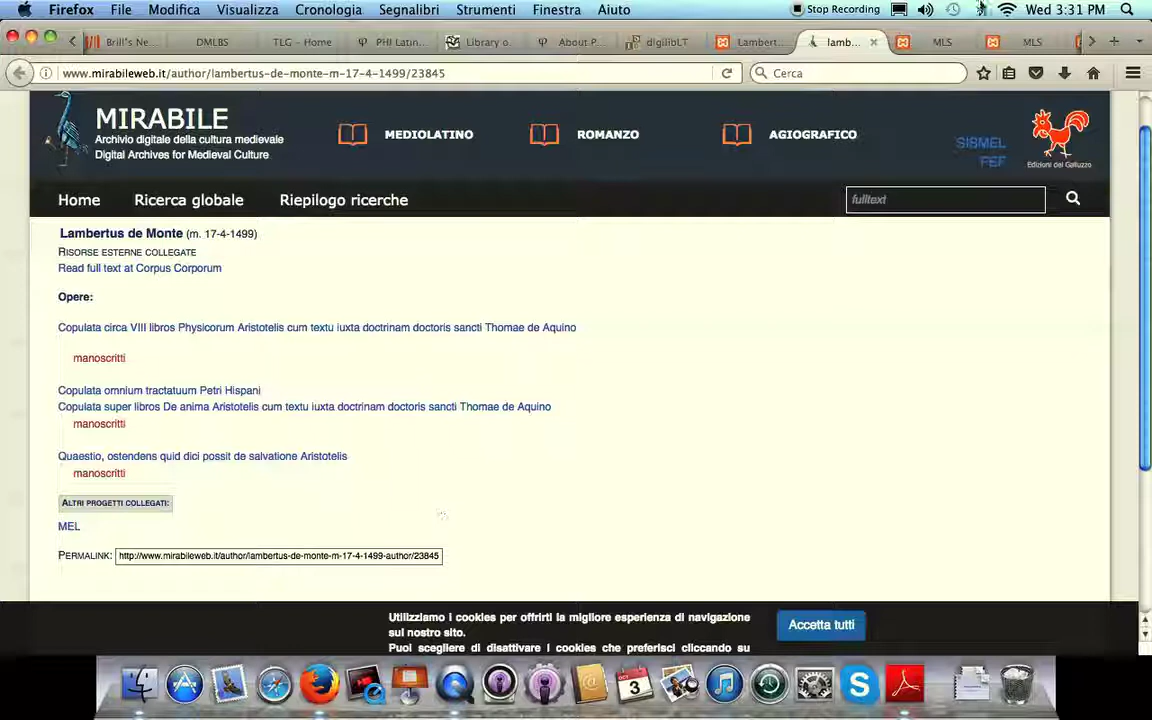 Firefox File Modifica Visualizza Cronologia Segnalibri Strumenti Finestra Aiuto Stop Recording Wed 3:31 PM
Brill's Ne... DMLBS TLG - Home PHI Latin... Library o... About P... digilibLT Lambert... lamb... MLS MLS
www.mirabileweb.it/author/lambertus-de-monte-m-17-4-1499/23845 Cerca
MIRABILE
Archivio digitale della cultura medievale
Digital Archives for Medieval Culture
MEDIOLATINO ROMANZO AGIOGRAFICO
SISMEL
FEF
Edizioni del Galluzzo
Home Ricerca globale Riepilogo ricerche fulltext
Lambertus de Monte (m. 17-4-1499)
RISORSE ESTERNE COLLEGATE
Read full text at Corpus Corporum
Opere:
Copulata circa VIII libros Physicorum Aristotelis cum textu iuxta doctrinam doctoris sancti Thomae de Aquino
manoscritti
Copulata omnium tractatuum Petri Hispani
Copulata super libros De anima Aristotelis cum textu iuxta doctrinam doctoris sancti Thomae de Aquino
manoscritti
Quaestio, ostendens quid dici possit de salvatione Aristotelis
manoscritti
ALTRI PROGETTI COLLEGATI:
MEL
PERMALINK: http://www.mirabileweb.it/author/lambertus-de-monte-m-17-4-1499-author/23845
Utilizziamo i cookies per offrirti la migliore esperienza di navigazione
sul nostro sito.
Puoi scegliere di disattivare i cookies che preferisci cliccando su
Accetta tutti
OCT
3